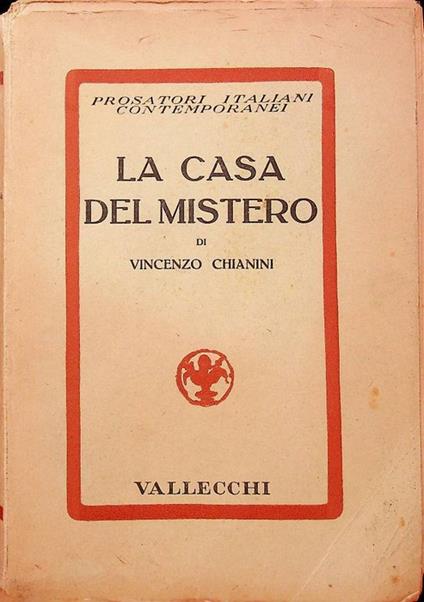 PROSATORI ITALIANI
CONTEMPORANEI
LA CASA
DEL MISTERO
DI
VINCENZO CHIANINI
VALLECCHI